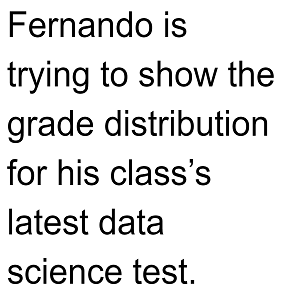 Fernando is
trying to show the
grade distribution
for his class’s
latest data
science test.